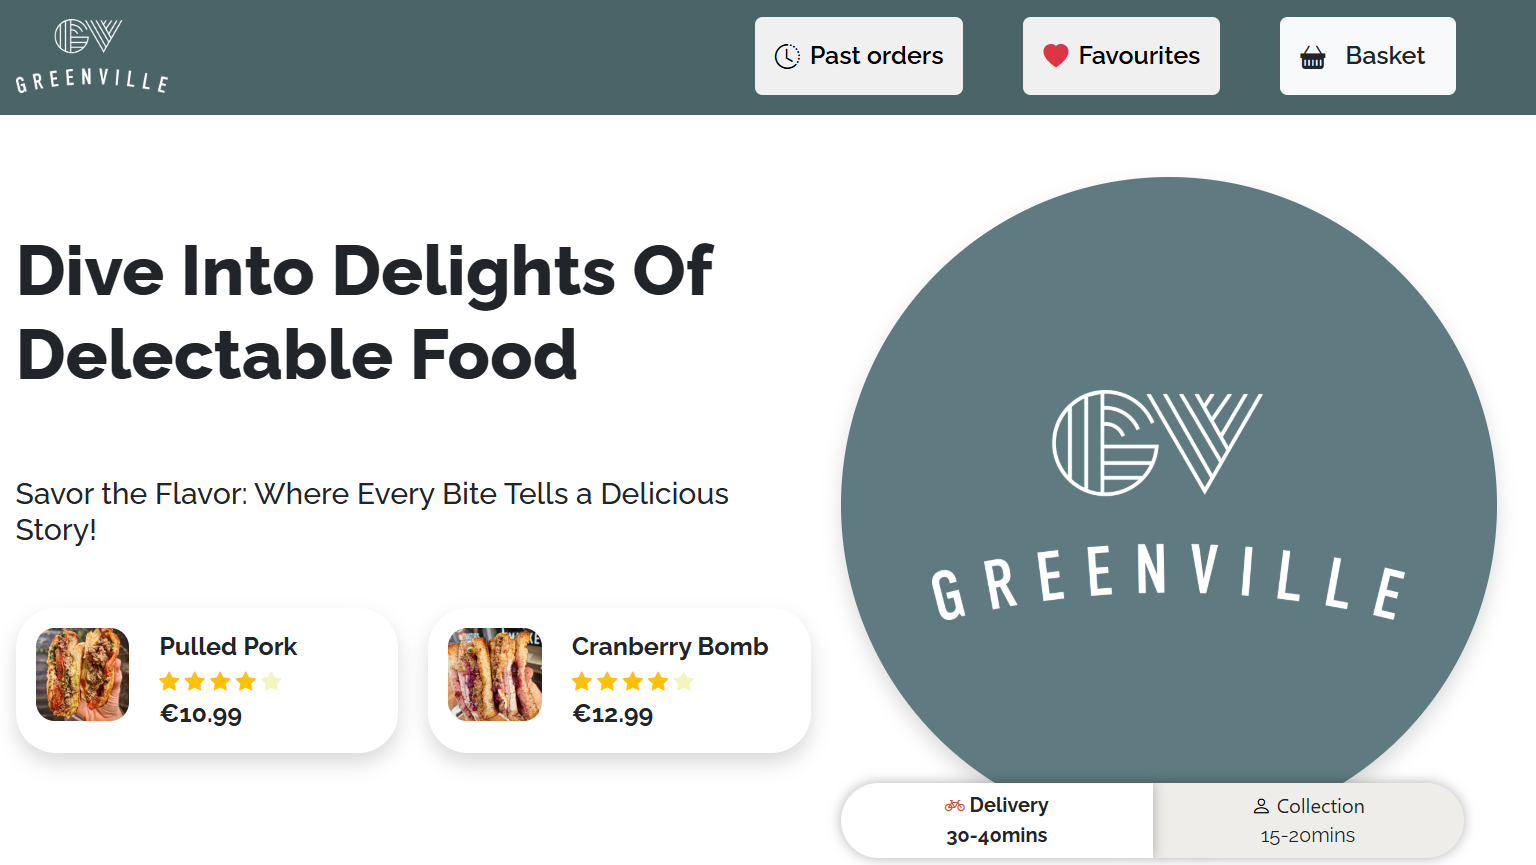 GV
GREENVILLE
Past orders
Favourites
Basket
Dive Into Delights Of
Delectable Food
Savor the Flavor: Where Every Bite Tells a Delicious
Story!
Pulled Pork
€10.99
Cranberry Bomb
€12.99
GV
GREENVILLE
Delivery
30-40mins
Collection
15-20mins